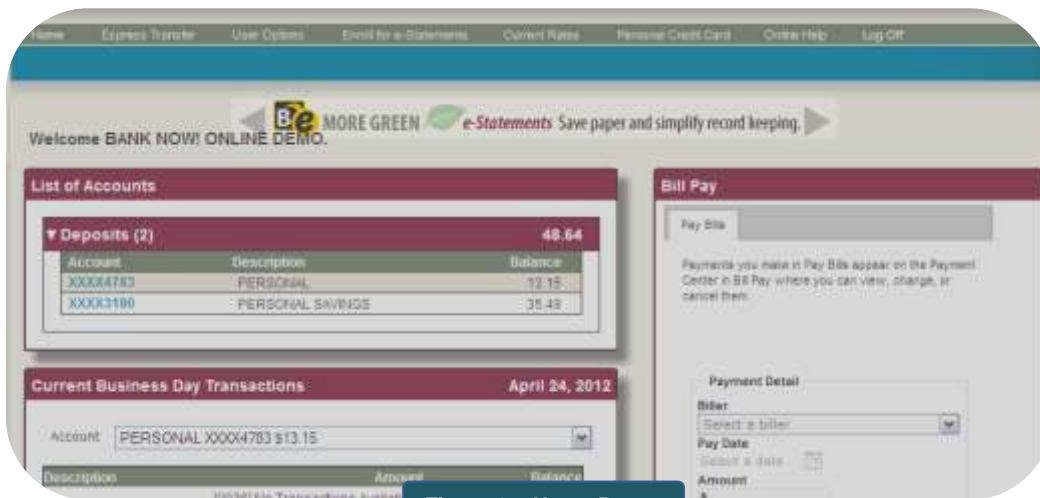 Home Express Transfer User Options Enroll for e-Statements Current Rates Personal Credit Card Online Help Log Off
Be MORE GREEN e-Statements Save paper and simplify record keeping.
Welcome BANK NOW! ONLINE DEMO.
List of Accounts
Deposits (2) 48.64
Account Description Balance
XXXX4783 PERSONAL 13.15
XXXX3190 PERSONAL SAVINGS 35.49
Current Business Day Transactions April 24, 2012
Account PERSONAL XXXX4783 $13.15
Description Amount Balance
No Transactions
Bill Pay
Pay Bills
Payments you make in Pay Bills appear on the Payment
Center in Bill Pay where you can view, change, or
cancel them.
Payment Detail
Biller
Select a biller
Pay Date
Select a date
Amount
$